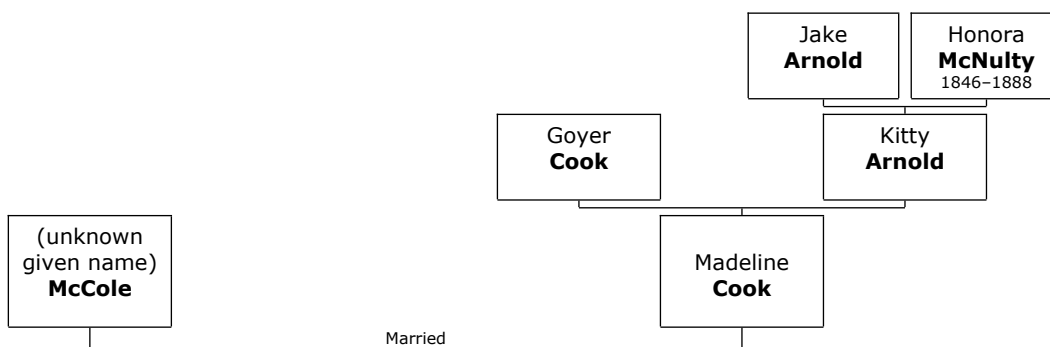 Jake
Arnold
Honora
McNulty
1846–1888
Goyer
Cook
Kitty
Arnold
(unknown
given name)
McCole
Madeline
Cook
Married